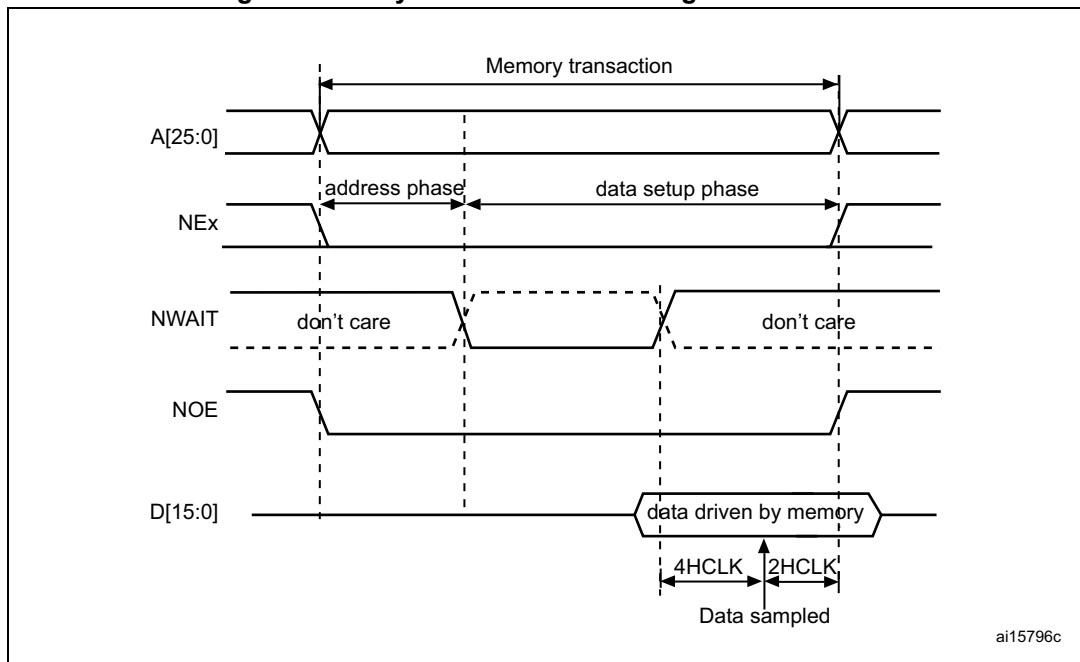 Memory transaction
A[25:0]
address phase
data setup phase
NEx
NWAIT
don't care
don't care
NOE
D[15:0]
data driven by memory
4HCLK
2HCLK
Data sampled
ai15796c